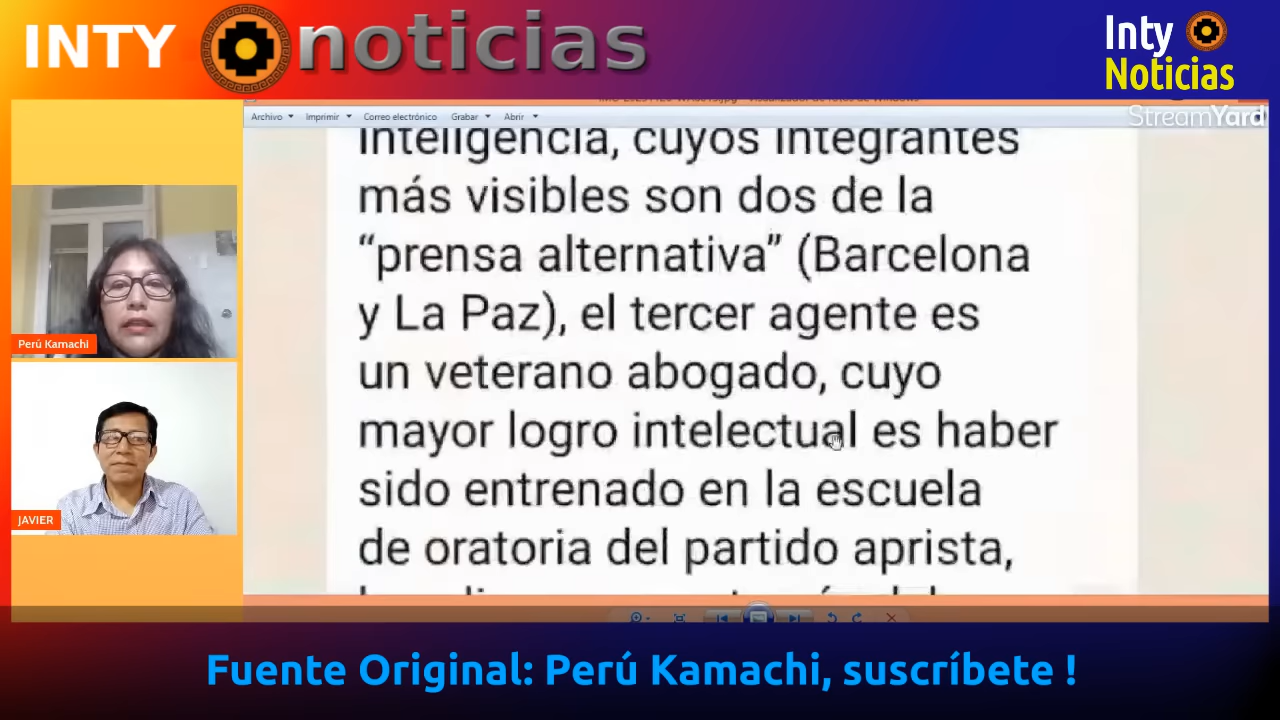 INTY noticias
Inty
Noticias
StreamYard
Archivo Imprimir Correo electrónico Grabar Abrir
inteligencia, cuyos integrantes
más visibles son dos de la
“prensa alternativa” (Barcelona
y La Paz), el tercer agente es
un veterano abogado, cuyo
mayor logro intelectual es haber
sido entrenado en la escuela
de oratoria del partido aprista,
Perú Kamachi
JAVIER
Fuente Original: Perú Kamachi, suscríbete !